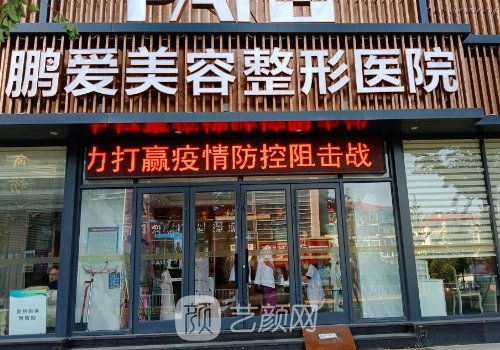 鹏爱美容整形医院
力打赢疫情防控阻击战
颜艺颜网